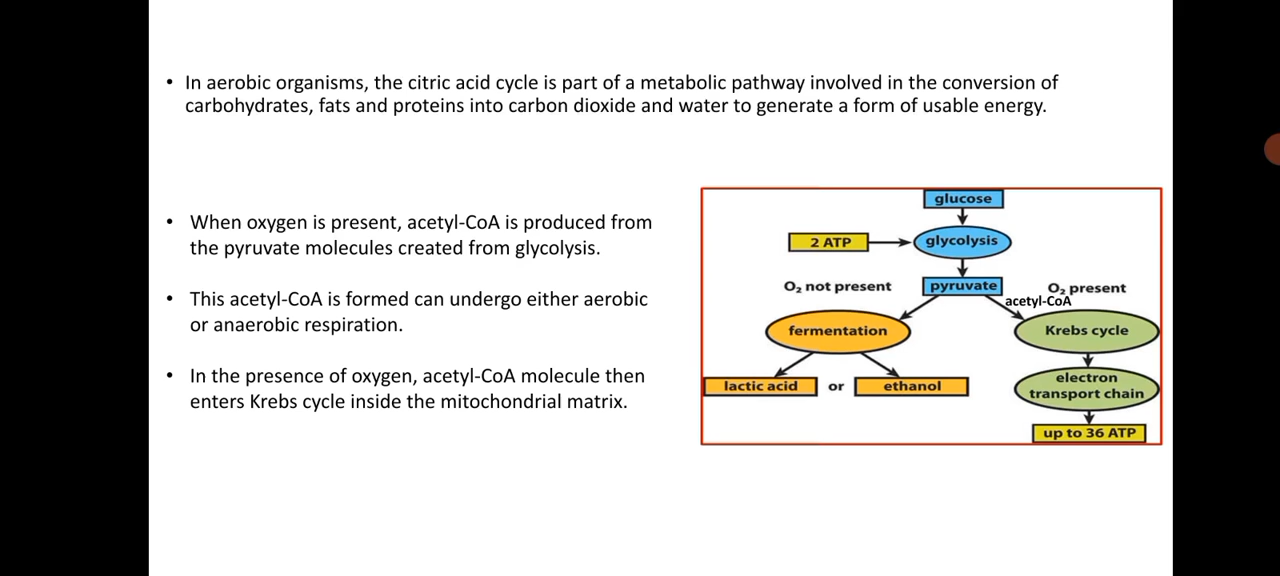 • In aerobic organisms, the citric acid cycle is part of a metabolic pathway involved in the conversion of
carbohydrates, fats and proteins into carbon dioxide and water to generate a form of usable energy.
• When oxygen is present, acetyl-CoA is produced from
the pyruvate molecules created from glycolysis.
• This acetyl-CoA is formed can undergo either aerobic
or anaerobic respiration.
• In the presence of oxygen, acetyl-CoA molecule then
enters Krebs cycle inside the mitochondrial matrix.
glucose
2 ATP
glycolysis
O₂ not present
pyruvate
O₂ present
acetyl-CoA
fermentation
Krebs cycle
lactic acid
or
ethanol
electron
transport chain
up to 36 ATP